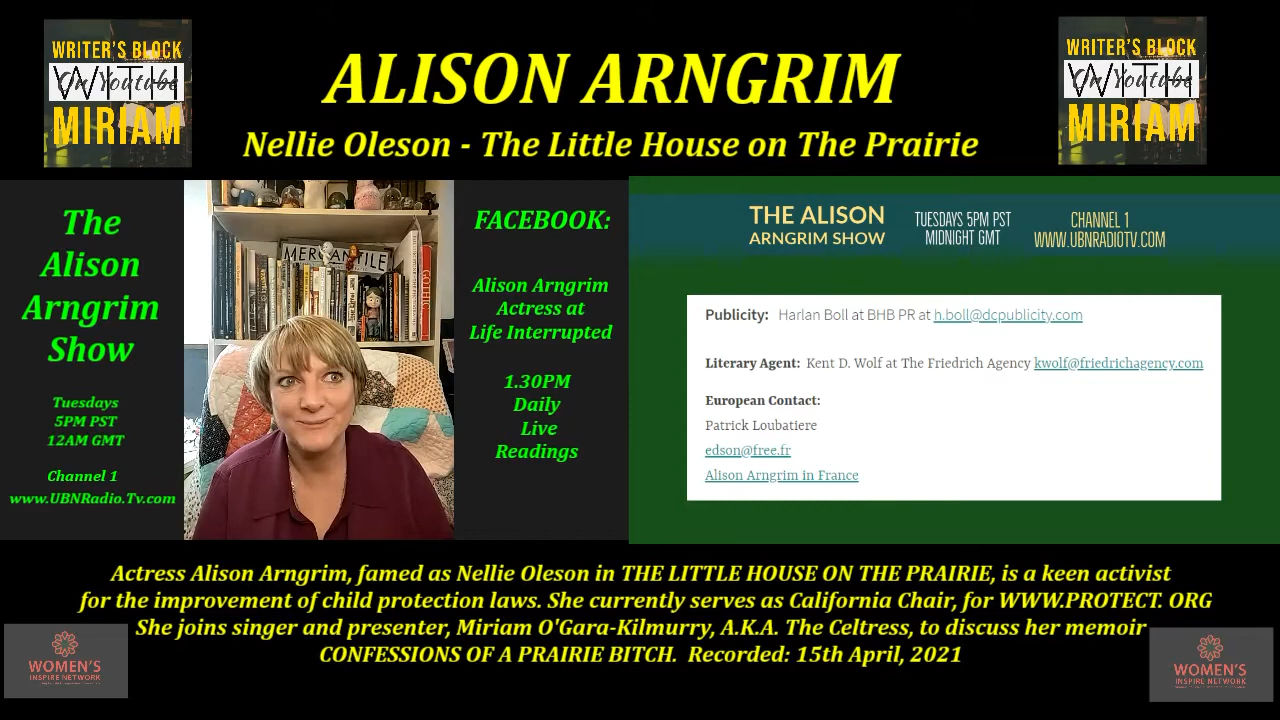 WRITER'S BLOCK
WITH
On Youtube
MIRIAM
ALISON ARNGRIM
Nellie Oleson - The Little House on The Prairie
WRITER'S BLOCK
WITH
On Youtube
MIRIAM
The
Alison
Arngrim
Show
Tuesdays
5PM PST
12AM GMT
Channel 1
www.UBNRadio.Tv.com
MERCANTILE
GOTHIC
FACEBOOK:
Alison Arngrim
Actress at
Life Interrupted
1.30PM
Daily
Live
Readings
THE ALISON
ARNGRIM SHOW
TUESDAYS 5PM PST
MIDNIGHT GMT
CHANNEL 1
WWW.UBNRADIOTV.COM
Publicity: Harlan Boll at BHB PR at h.boll@dcpublicity.com
Literary Agent: Kent D. Wolf at The Friedrich Agency kwolf@friedrichagency.com
European Contact:
Patrick Loubatiere
edson@free.fr
Alison Arngrim in France
Actress Alison Arngrim, famed as Nellie Oleson in THE LITTLE HOUSE ON THE PRAIRIE, is a keen activist
for the improvement of child protection laws. She currently serves as California Chair, for WWW.PROTECT. ORG
She joins singer and presenter, Miriam O'Gara-Kilmurry, A.K.A. The Celtress, to discuss her memoir
CONFESSIONS OF A PRAIRIE BITCH. Recorded: 15th April, 2021
WOMEN'S
INSPIRE NETWORK
WOMEN'S
INSPIRE NETWORK